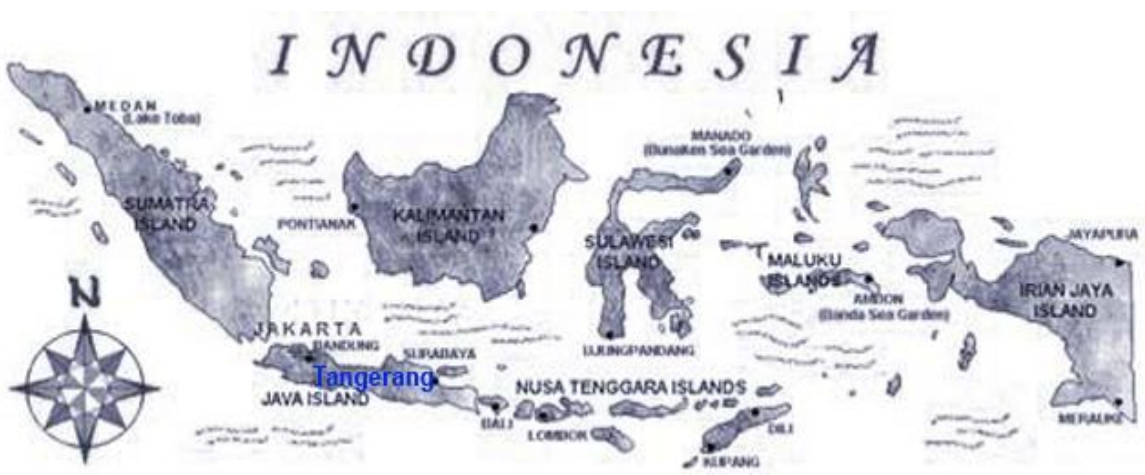 INDONESIA
MEDAN
(Lake Toba)
MANADO
(Bunaken Sea Garden)
SUMATRA
ISLAND
PONTIANAK
KALIMANTAN
ISLAND
SULAWESI
ISLAND
JAYAPURA
MALUKU
ISLANDS
AMBON
(Banda Sea Garden)
IRIAN JAYA
ISLAND
N
JAKARTA
BANDUNG
SURABAYA
UJUNGPANDANG
Tangerang
JAVA ISLAND
NUSA TENGGARA ISLANDS
BALI
LOMBOK
DILI
KUPANG
MERAUKE